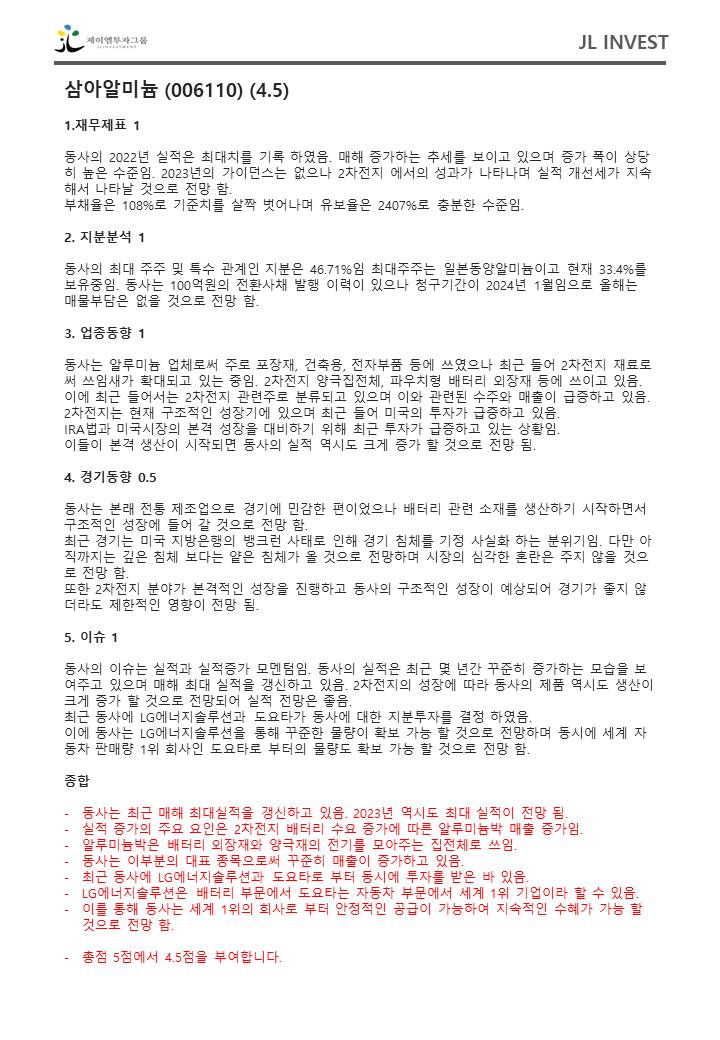 제이엘투자그룹
JLINVESTMENT
JL INVEST
삼아알미늄 (006110) (4.5)
1.재무제표 1
동사의 2022년 실적은 최대치를 기록 하였음. 매해 증가하는 추세를 보이고 있으며 증가 폭이 상당
히 높은 수준임. 2023년의 가이던스는 없으나 2차전지 에서의 성과가 나타나며 실적 개선세가 지속
해서 나타날 것으로 전망 함.
부채율은 108%로 기준치를 살짝 벗어나며 유보율은 2407%로 충분한 수준임.
2. 지분분석 1
동사의 최대 주주 및 특수 관계인 지분은 46.71%임 최대주주는 일본동양알미늄이고 현재 33.4%를
보유중임. 동사는 100억원의 전환사채 발행 이력이 있으나 청구기간이 2024년 1월임으로 올해는
매물부담은 없을 것으로 전망 함.
3. 업종동향 1
동사는 알루미늄 업체로써 주로 포장재, 건축용, 전자부품 등에 쓰였으나 최근 들어 2차전지 재료로
써 쓰임새가 확대되고 있는 중임. 2차전지 양극집전체, 파우치형 배터리 외장재 등에 쓰이고 있음.
이에 최근 들어서는 2차전지 관련주로 분류되고 있으며 이와 관련된 수주와 매출이 급증하고 있음.
2차전지는 현재 구조적인 성장기에 있으며 최근 들어 미국의 투자가 급증하고 있음.
IRA법과 미국시장의 본격 성장을 대비하기 위해 최근 투자가 급증하고 있는 상황임.
이들이 본격 생산이 시작되면 동사의 실적 역시도 크게 증가 할 것으로 전망 됨.
4. 경기동향 0.5
동사는 본래 전통 제조업으로 경기에 민감한 편이었으나 배터리 관련 소재를 생산하기 시작하면서
구조적인 성장에 들어 갈 것으로 전망 함.
최근 경기는 미국 지방은행의 뱅크런 사태로 인해 경기 침체를 기정 사실화 하는 분위기임. 다만 아
직까지는 깊은 침체 보다는 얕은 침체가 올 것으로 전망하며 시장의 심각한 혼란은 주지 않을 것으
로 전망 함.
또한 2차전지 분야가 본격적인 성장을 진행하고 동사의 구조적인 성장이 예상되어 경기가 좋지 않
더라도 제한적인 영향이 전망 됨.
5. 이슈 1
동사의 이슈는 실적과 실적증가 모멘텀임. 동사의 실적은 최근 몇 년간 꾸준히 증가하는 모습을 보
여주고 있으며 매해 최대 실적을 갱신하고 있음. 2차전지의 성장에 따라 동사의 제품 역시도 생산이
크게 증가 할 것으로 전망되어 실적 전망은 좋음.
최근 동사에 LG에너지솔루션과 도요타가 동사에 대한 지분투자를 결정 하였음.
이에 동사는 LG에너지솔루션을 통해 꾸준한 물량이 확보 가능 할 것으로 전망하며 동시에 세계 자
동차 판매량 1위 회사인 도요타로 부터의 물량도 확보 가능 할 것으로 전망 함.
종합
- 동사는 최근 매해 최대실적을 갱신하고 있음. 2023년 역시도 최대 실적이 전망 됨.
- 실적 증가의 주요 요인은 2차전지 배터리 수요 증가에 따른 알루미늄박 매출 증가임.
- 알루미늄박은 배터리 외장재와 양극재의 전기를 모아주는 집전체로 쓰임.
- 동사는 이부분의 대표 종목으로써 꾸준히 매출이 증가하고 있음.
- 최근 동사에 LG에너지솔루션과 도요타로 부터 동시에 투자를 받은 바 있음.
- LG에너지솔루션은 배터리 부문에서 도요타는 자동차 부문에서 세계 1위 기업이라 할 수 있음.
- 이를 통해 동사는 세계 1위의 회사로 부터 안정적인 공급이 가능하여 지속적인 수혜가 가능 할
것으로 전망 함.
- 총점 5점에서 4.5점을 부여합니다.